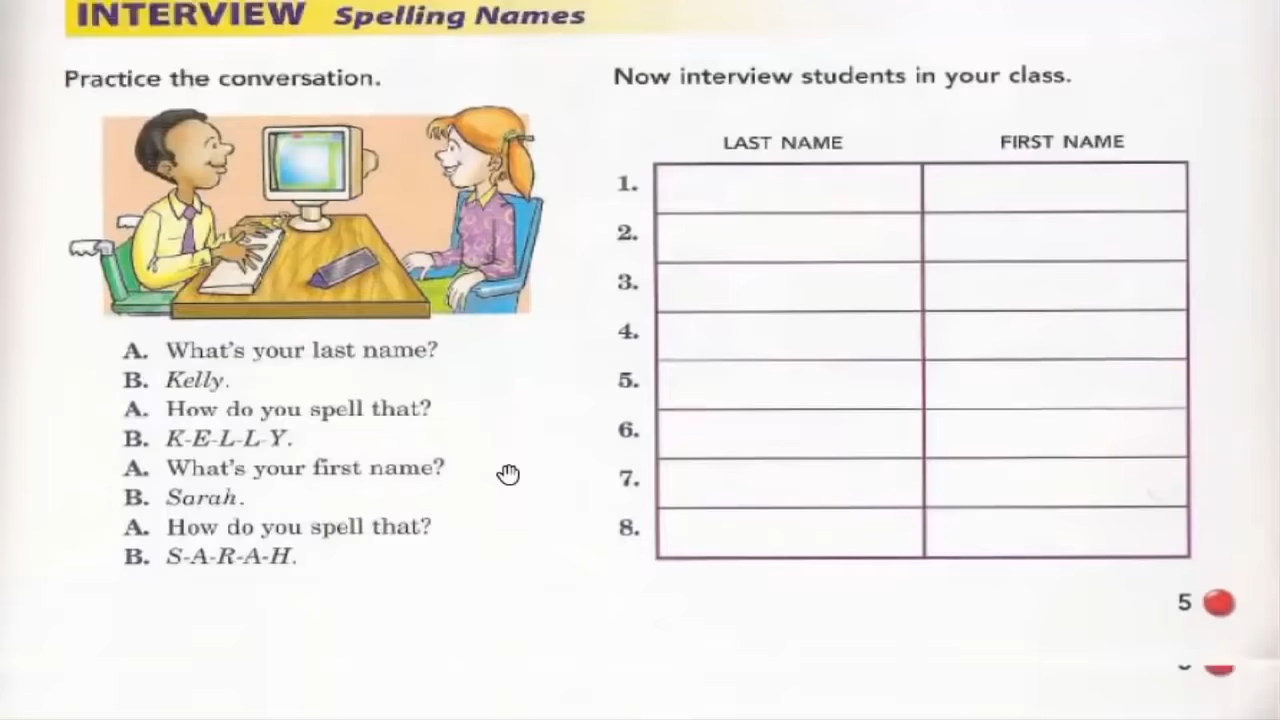 INTERVIEW Spelling Names
Practice the conversation.
A. What's your last name?
B. Kelly.
A. How do you spell that?
B. K-E-L-L-Y.
A. What's your first name?
B. Sarah.
A. How do you spell that?
B. S-A-R-A-H.
Now interview students in your class.
LAST NAME FIRST NAME
1.
2.
3.
4.
5.
6.
7.
8.
5